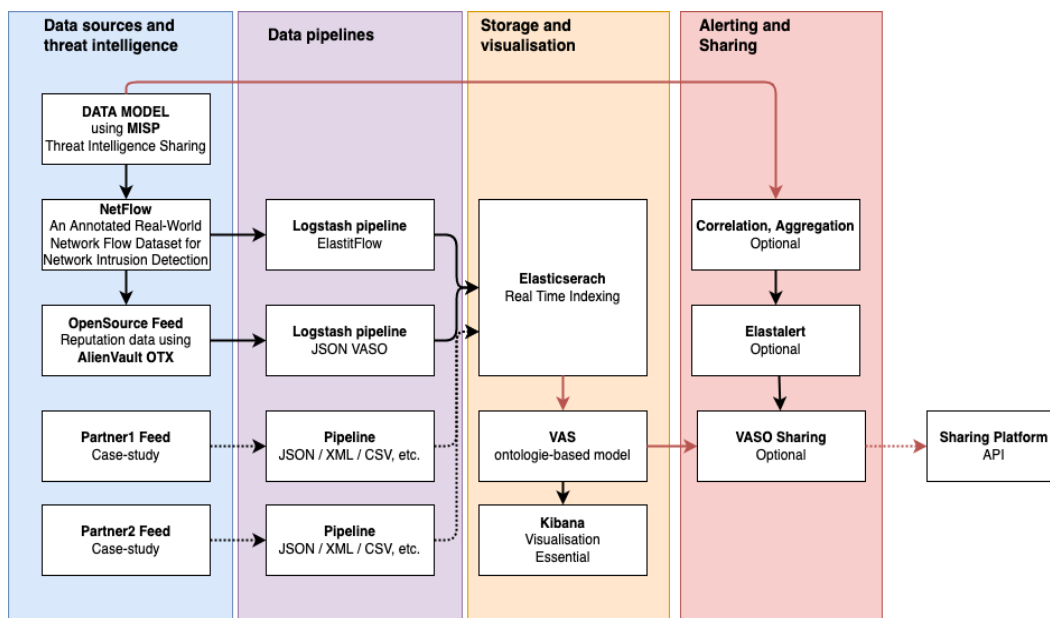 Data sources and
threat intelligence
Data pipelines
Storage and
visualisation
Alerting and
Sharing
DATA MODEL
using MISP
Threat Intelligence Sharing
NetFlow
An Annotated Real-World
Network Flow Dataset for
Network Intrusion Detection
Logstash pipeline
ElastitFlow
Elasticserach
Real Time Indexing
Correlation, Aggregation
Optional
OpenSource Feed
Reputation data using
AlienVault OTX
Logstash pipeline
JSON VASO
Elastalert
Optional
Partner1 Feed
Case-study
Pipeline
JSON / XML / CSV, etc.
VAS
ontologie-based model
VASO Sharing
Optional
Sharing Platform
API
Partner2 Feed
Case-study
Pipeline
JSON / XML / CSV, etc.
Kibana
Visualisation
Essential